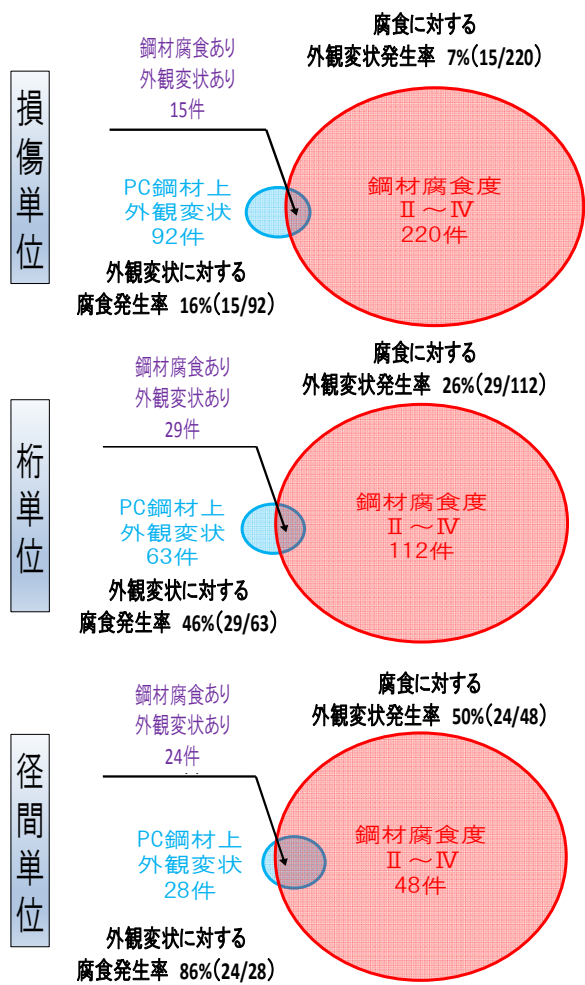 損傷単位
鋼材腐食あり
外観変状あり
15件
腐食に対する
外観変状発生率 7%(15/220)
PC鋼材上
外観変状
92件
鋼材腐食度
Ⅱ～Ⅳ
220件
外観変状に対する
腐食発生率 16%(15/92)
桁単位
鋼材腐食あり
外観変状あり
29件
腐食に対する
外観変状発生率 26%(29/112)
PC鋼材上
外観変状
63件
鋼材腐食度
Ⅱ～Ⅳ
112件
外観変状に対する
腐食発生率 46%(29/63)
径間単位
鋼材腐食あり
外観変状あり
24件
腐食に対する
外観変状発生率 50%(24/48)
PC鋼材上
外観変状
28件
鋼材腐食度
Ⅱ～Ⅳ
48件
外観変状に対する
腐食発生率 86%(24/28)